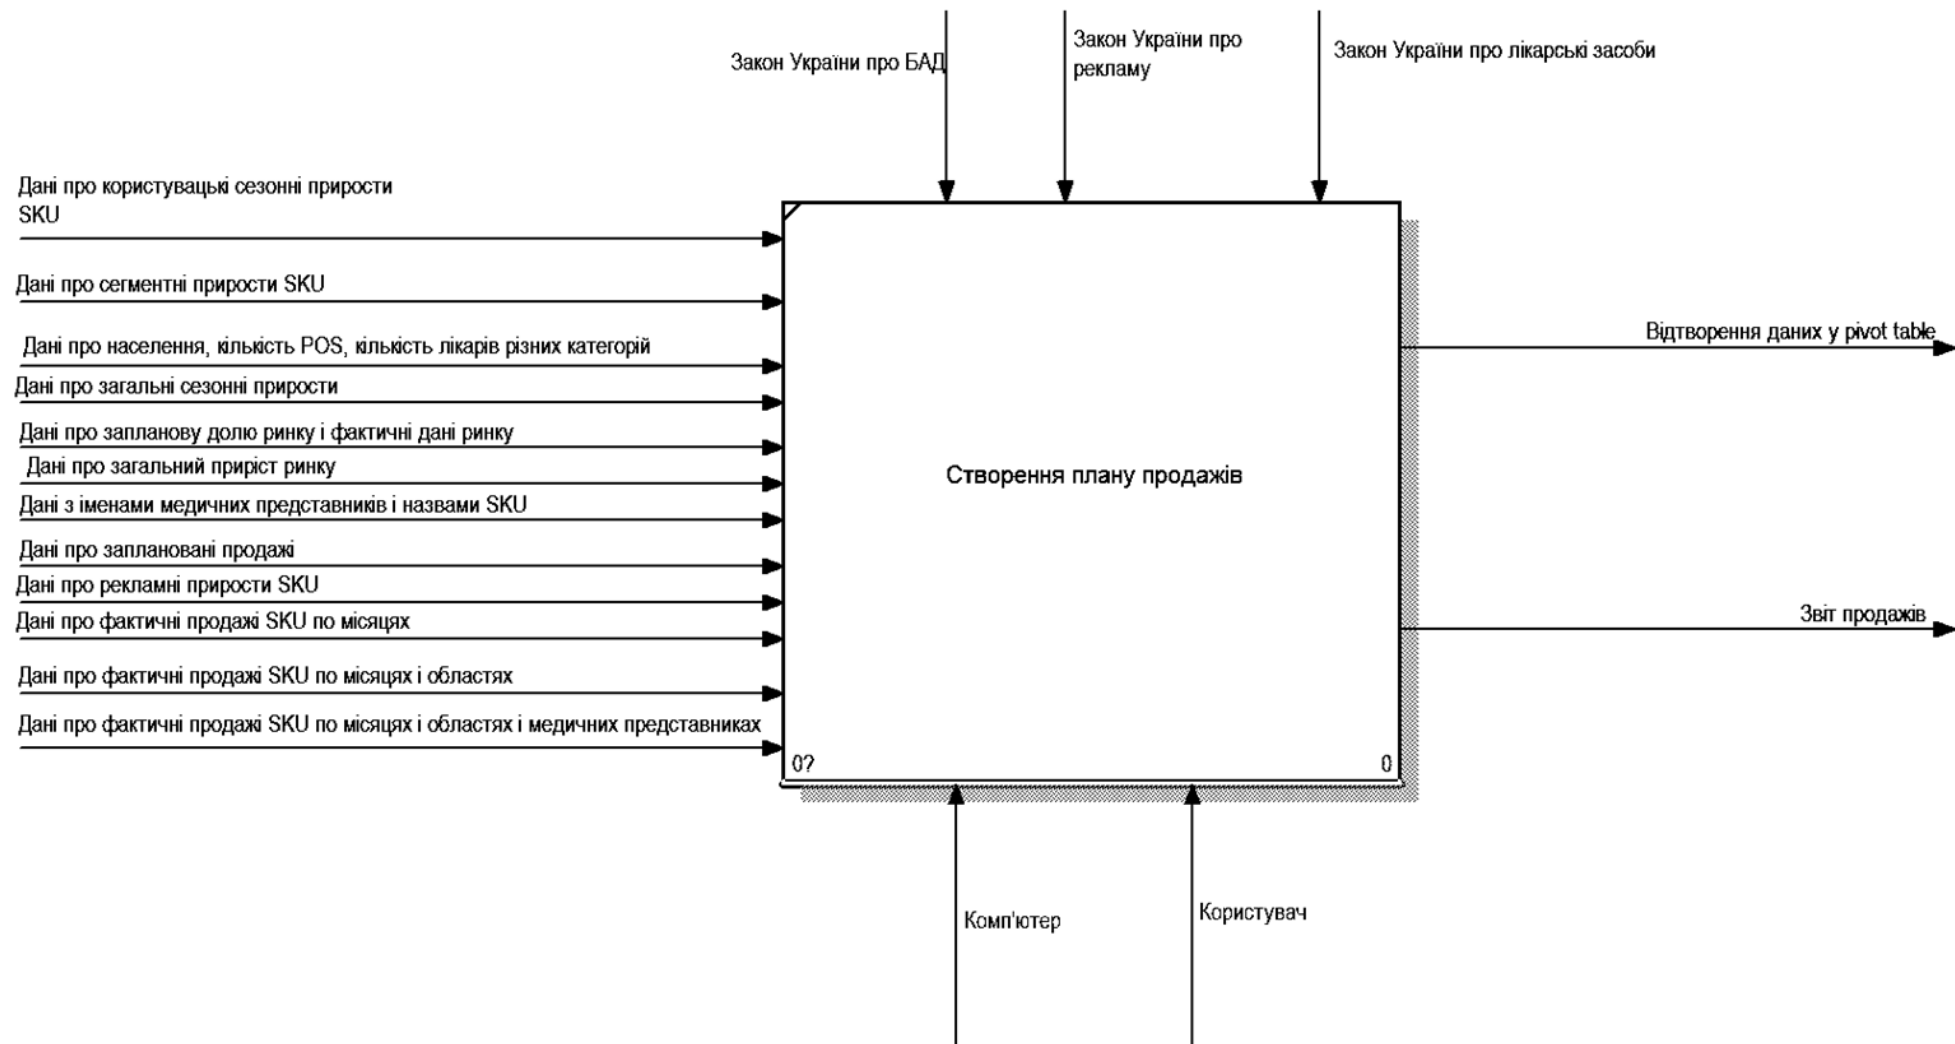 Закон України про БАД
Закон України про
рекламу
Закон України про лікарські засоби
Дані про користувацькі сезонні прирости
SKU
Дані про сегментні прирости SKU
Дані про населення, кількість POS, кількість лікарів різних категорій
Дані про загальні сезонні прирости
Дані про запланову долю ринку і фактичні дані ринку
Дані про загальний приріст ринку
Дані з іменами медичних представників і назвами SKU
Дані про заплановані продажі
Дані про рекламні прирости SKU
Дані про фактичні продажі SKU по місяцях
Дані про фактичні продажі SKU по місяцях і областях
Дані про фактичні продажі SKU по місяцях і областях і медичних представниках
Створення плану продажів
0?
0
Відтворення даних у pivot table
Звіт продажів
Комп'ютер
Користувач